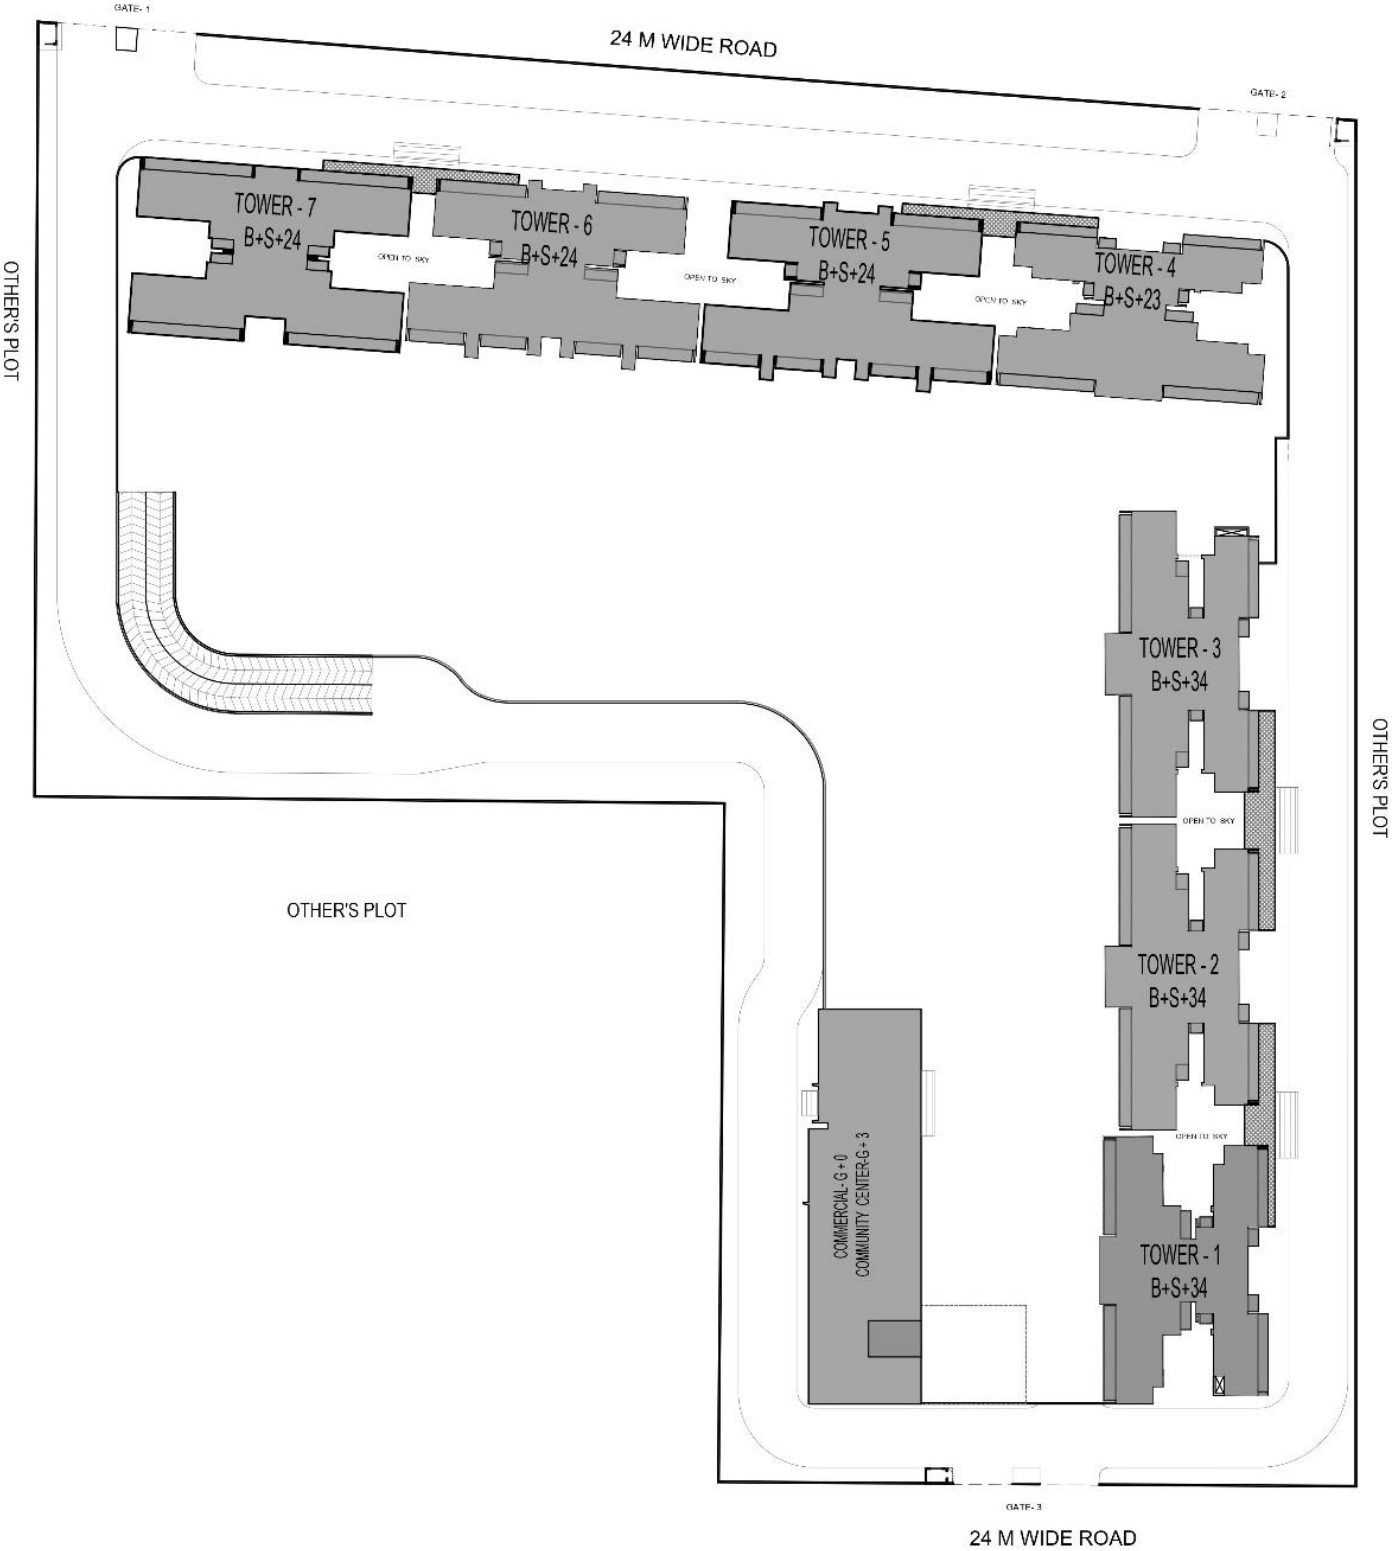 GATE- 1
24 M WIDE ROAD
GATE- 2
TOWER - 7
B+S+24
OPEN TO SKY
TOWER - 6
B+S+24
OPEN TO SKY
TOWER - 5
B+S+24
OPEN TO SKY
TOWER - 4
B+S+23
OTHER'S PLOT
TOWER - 3
B+S+34
OPEN TO SKY
OTHER'S PLOT
OTHER'S PLOT
TOWER - 2
B+S+34
OPEN TO SKY
COMMERCIAL- G + 0
COMMUNITY CENTER-G + 3
TOWER - 1
B+S+34
GATE- 3
24 M WIDE ROAD